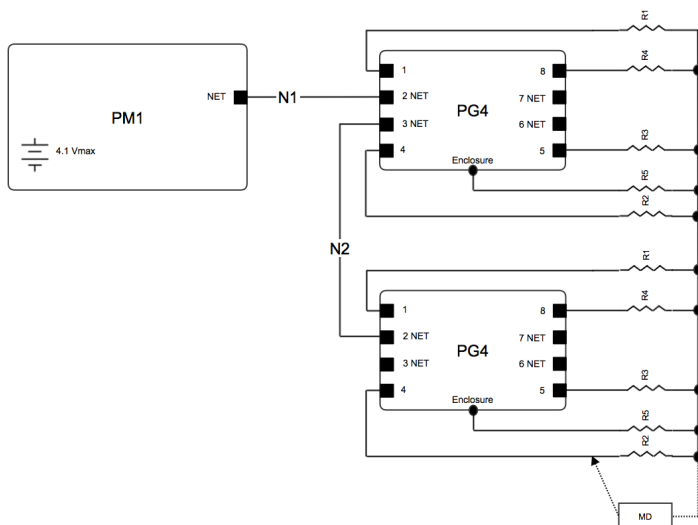 R1
1
8
R4
NET
N1
2 NET
7 NET
PM1
PG4
3 NET
6 NET
4.1 Vmax
4
5
R3
Enclosure
R5
R2
N2
R1
1
8
R4
2 NET
7 NET
PG4
3 NET
6 NET
4
5
R3
Enclosure
R5
R2
MD